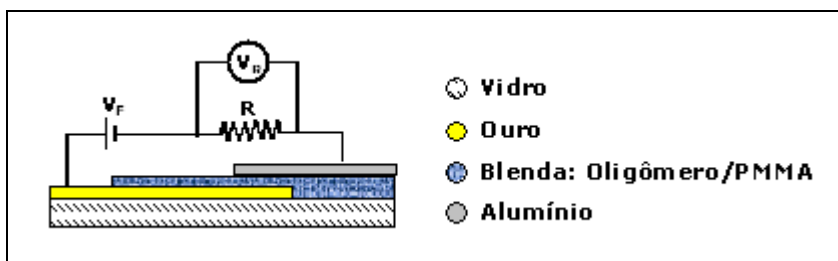 V_R
V_F
R
Vidro
Ouro
Blenda: Oligômero/PMMA
Alumínio